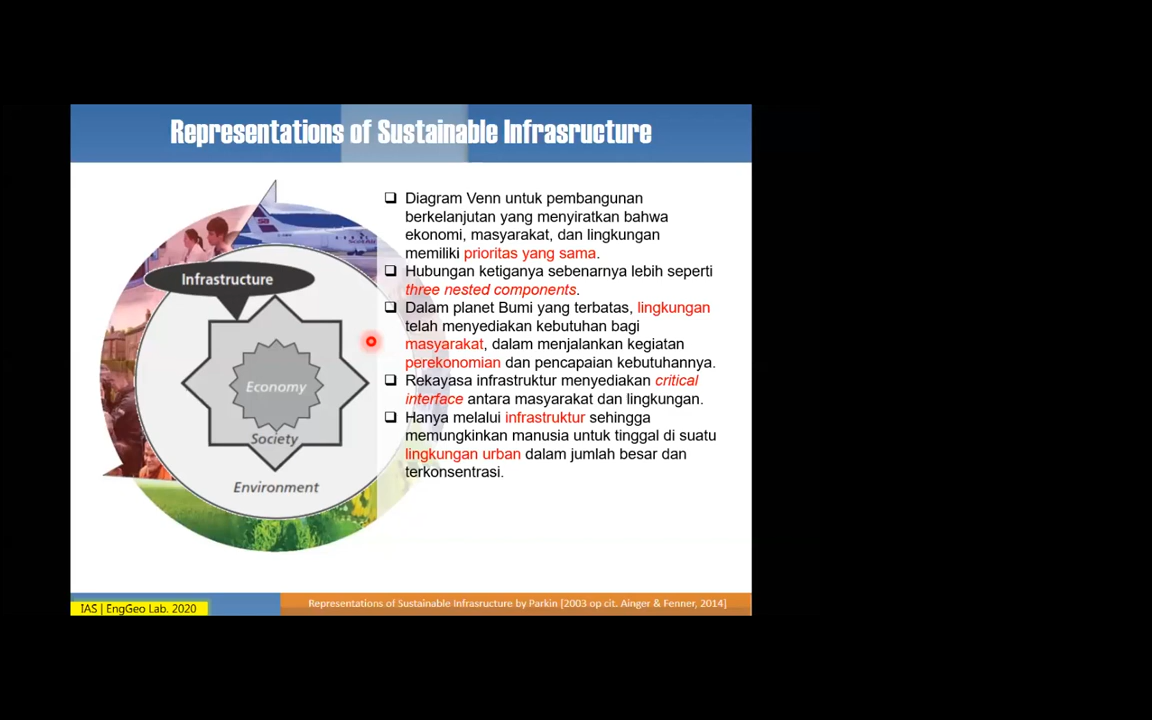 Representations of Sustainable Infrasructure
Infrastructure
Economy
Society
Environment
❑ Diagram Venn untuk pembangunan
berkelanjutan yang menyiratkan bahwa
ekonomi, masyarakat, dan lingkungan
memiliki prioritas yang sama.
❑ Hubungan ketiganya sebenarnya lebih seperti
three nested components.
❑ Dalam planet Bumi yang terbatas, lingkungan
telah menyediakan kebutuhan bagi
masyarakat, dalam menjalankan kegiatan
perekonomian dan pencapaian kebutuhannya.
❑ Rekayasa infrastruktur menyediakan critical
interface antara masyarakat dan lingkungan.
❑ Hanya melalui infrastruktur sehingga
memungkinkan manusia untuk tinggal di suatu
lingkungan urban dalam jumlah besar dan
terkonsentrasi.
IAS | EngGeo Lab. 2020
Representations of Sustainable Infrasructure by Parkin [2003 op cit. Ainger & Fenner, 2014]